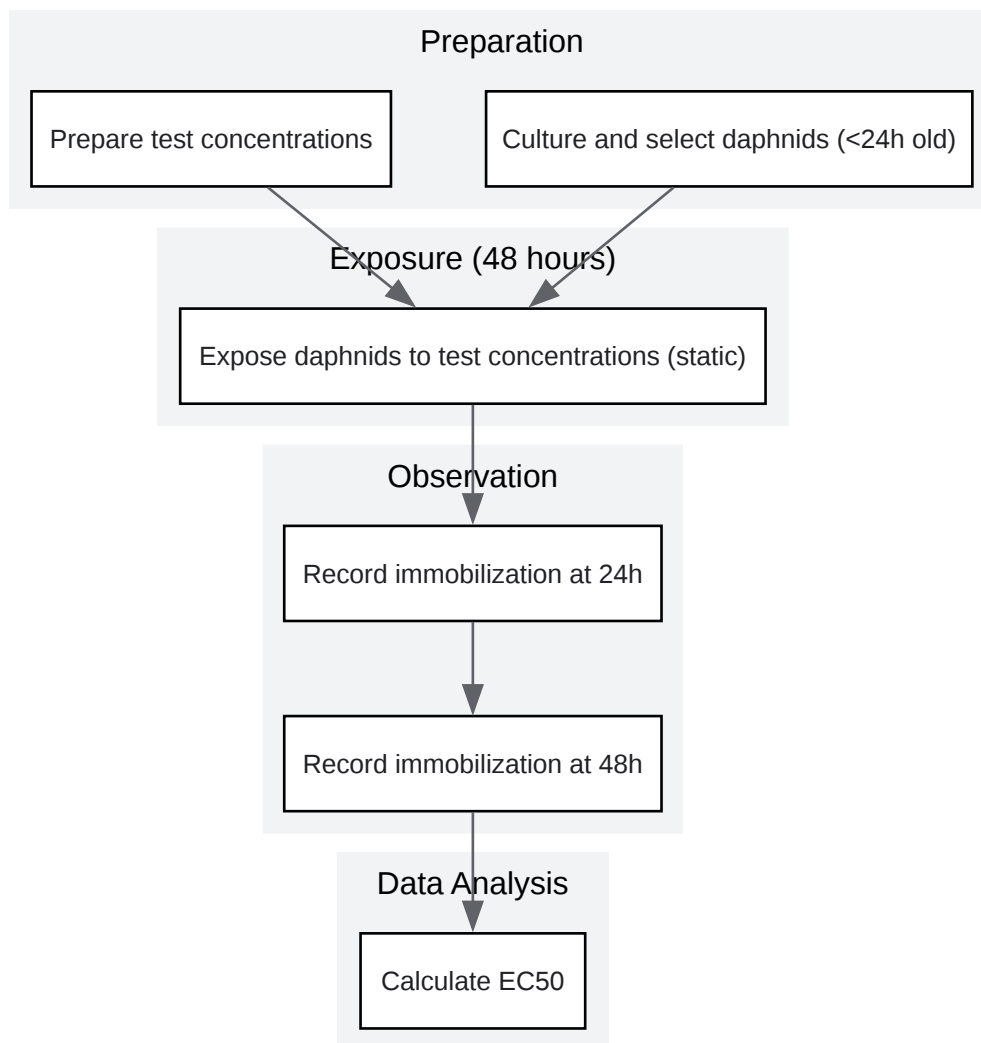 Preparation
Prepare test concentrations
Culture and select daphnids (<24h old)
Exposure (48 hours)
Expose daphnids to test concentrations (static)
Observation
Record immobilization at 24h
Record immobilization at 48h
Data Analysis
Calculate EC50